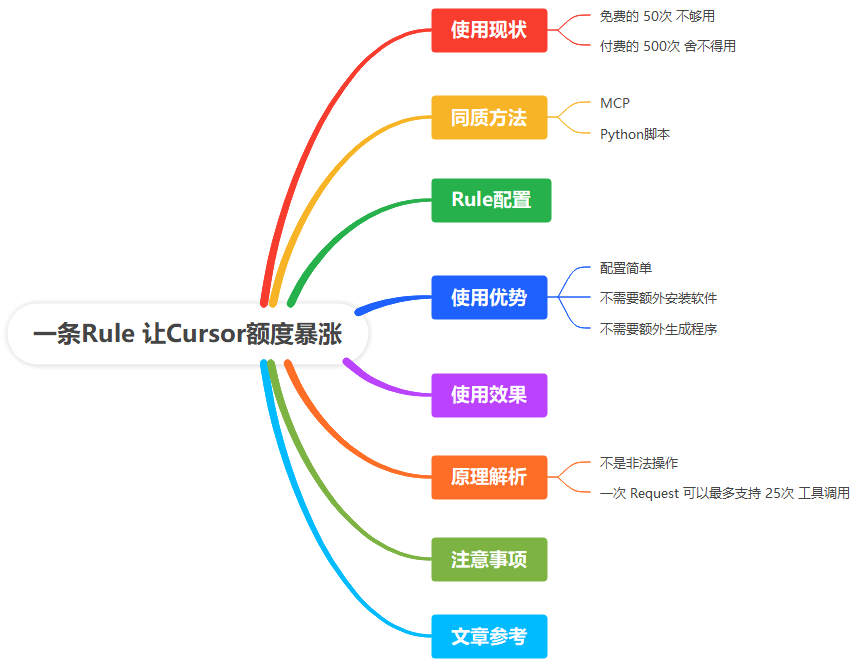 一条Rule 让Cursor额度暴涨
使用现状
免费的 50次 不够用
付费的 500次 舍不得用
同质方法
MCP
Python脚本
Rule配置
使用优势
配置简单
不需要额外安装软件
不需要额外生成程序
使用效果
原理解析
不是非法操作
一次 Request 可以最多支持 25次 工具调用
注意事项
文章参考